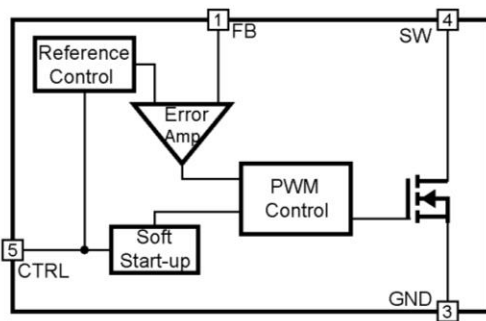 1
FB
4
SW
Reference
Control
Error
Amp
PWM
Control
Soft
Start-up
5
CTRL
GND
3